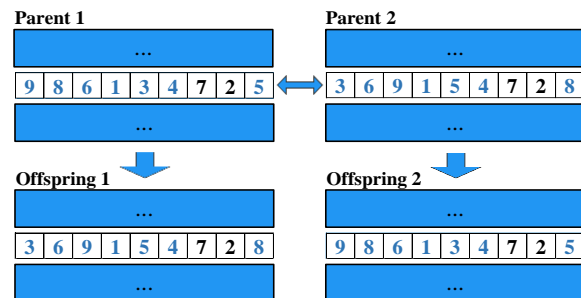 Parent 1
...
9 8 6 1 3 4 7 2 5
...
Parent 2
...
3 6 9 1 5 4 7 2 8
...
Offspring 1
...
3 6 9 1 5 4 7 2 8
...
Offspring 2
...
9 8 6 1 3 4 7 2 5
...